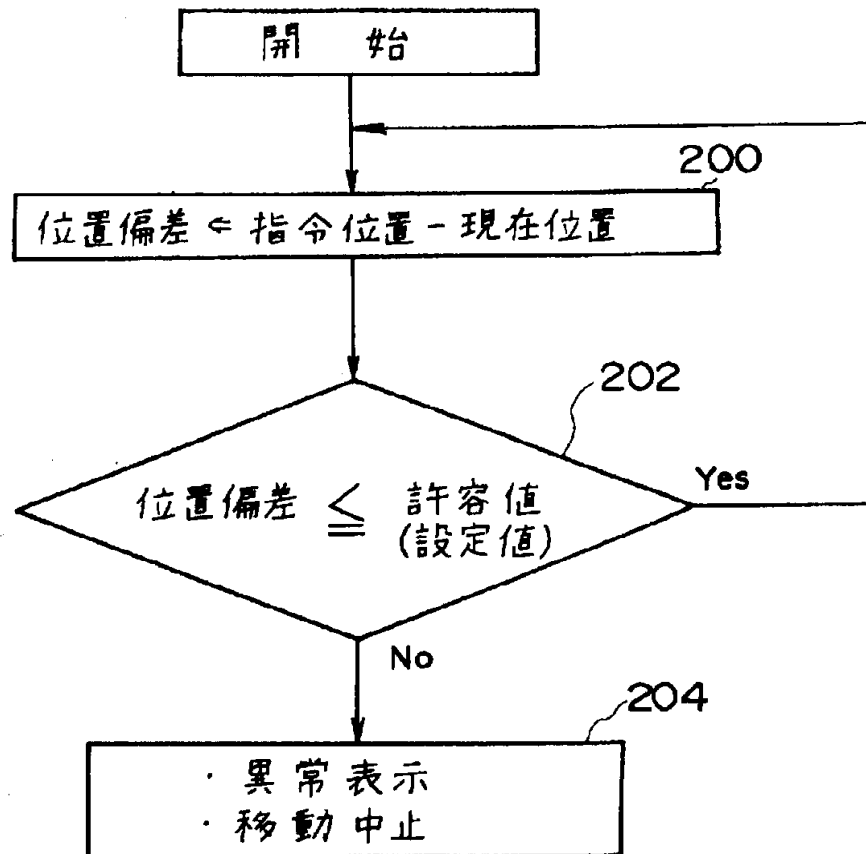 開 始
200
位置偏差 ⇐ 指令位置 - 現在位置
202
位置偏差 ≦ 許容値
(設定値)
Yes
No
204
・異常表示
・移動中止